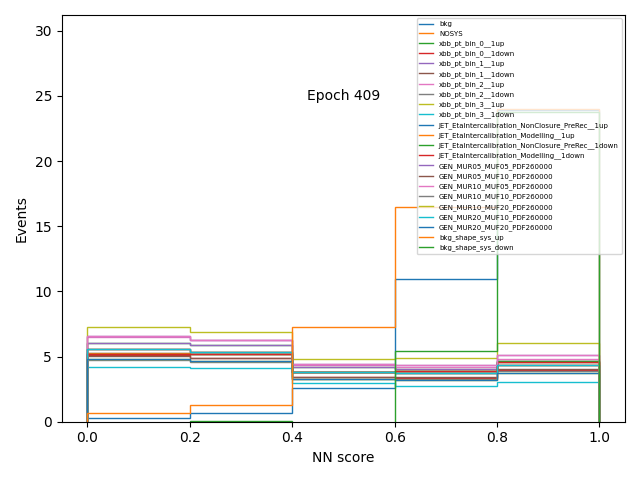 Epoch 409
bkg
NOSYS
xbb_pt_bin_0__1up
xbb_pt_bin_0__1down
xbb_pt_bin_1__1up
xbb_pt_bin_1__1down
xbb_pt_bin_2__1up
xbb_pt_bin_2__1down
xbb_pt_bin_3__1up
xbb_pt_bin_3__1down
JET_EtaIntercalibration_NonClosure_PreRec__1up
JET_EtaIntercalibration_Modelling__1up
JET_EtaIntercalibration_NonClosure_PreRec__1down
JET_EtaIntercalibration_Modelling__1down
GEN_MUR05_MUF05_PDF260000
GEN_MUR05_MUF10_PDF260000
GEN_MUR10_MUF05_PDF260000
GEN_MUR10_MUF10_PDF260000
GEN_MUR10_MUF20_PDF260000
GEN_MUR20_MUF10_PDF260000
GEN_MUR20_MUF20_PDF260000
bkg_shape_sys_up
bkg_shape_sys_down
Events
30
25
20
15
10
5
0
0.0 0.2 0.4 0.6 0.8 1.0
NN score